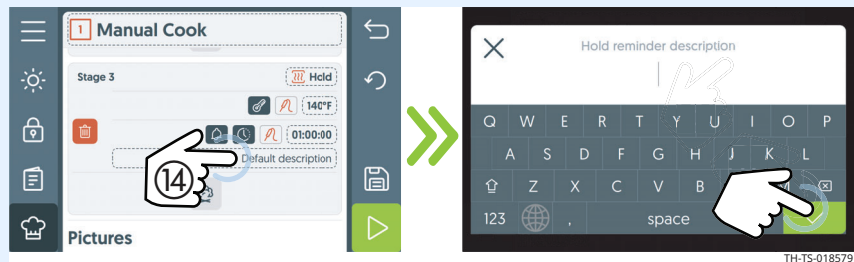 1 Manual Cook
Stage 3
Hold
140°F
01:00:00
Default description
14
Pictures
Hold reminder description
Q W E R T Y U I O P
A S D F G H J K L
Z X C V B M
123 , space
TH-TS-018579